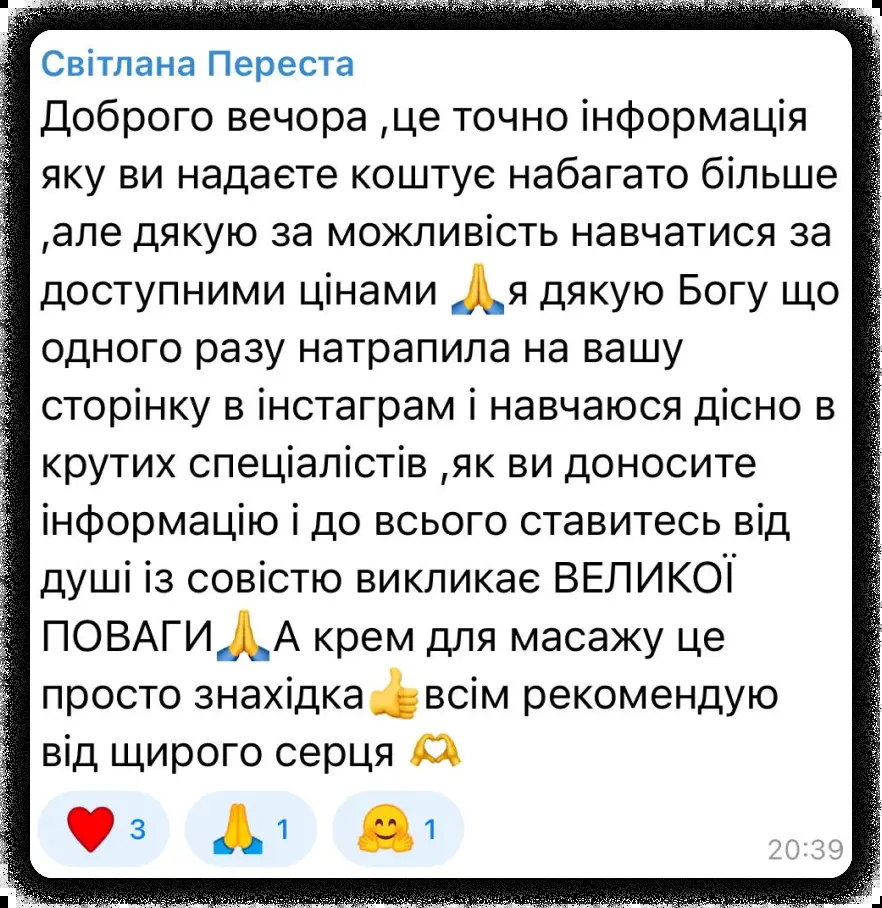 Світлана Переста
Доброго вечора ,це точно інформація
яку ви надаєте коштує набагато більше
,але дякую за можливість навчатися за
доступними цінами 🙏я дякую Богу що
одного разу натрапила на вашу
сторінку в інстаграм і навчаюся дісно в
крутих спеціалістів ,як ви доносите
інформацію і до всього ставитесь від
душі із совістю викликає ВЕЛИКОЇ
ПОВАГИ🙏А крем для масажу це
просто знахідка👍всім рекомендую
від щирого серця 🫶
❤️ 3 🙏 1 🤗 1
20:39